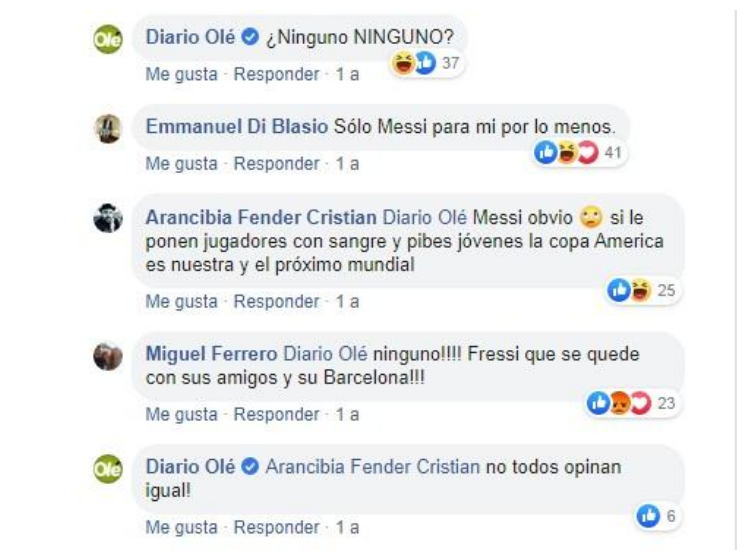 Olé
Diario Olé ¿Ninguno NINGUNO?
37
Me gusta · Responder · 1 a
Emmanuel Di Blasio Sólo Messi para mi por lo menos.
41
Me gusta · Responder · 1 a
Arancibia Fender Cristian Diario Olé Messi obvio 🙄 si le
ponen jugadores con sangre y pibes jóvenes la copa America
es nuestra y el próximo mundial
25
Me gusta · Responder · 1 a
Miguel Ferrero Diario Olé ninguno!!!! Fressi que se quede
con sus amigos y su Barcelona!!!
23
Me gusta · Responder · 1 a
Olé
Diario Olé Arancibia Fender Cristian no todos opinan
igual!
6
Me gusta · Responder · 1 a